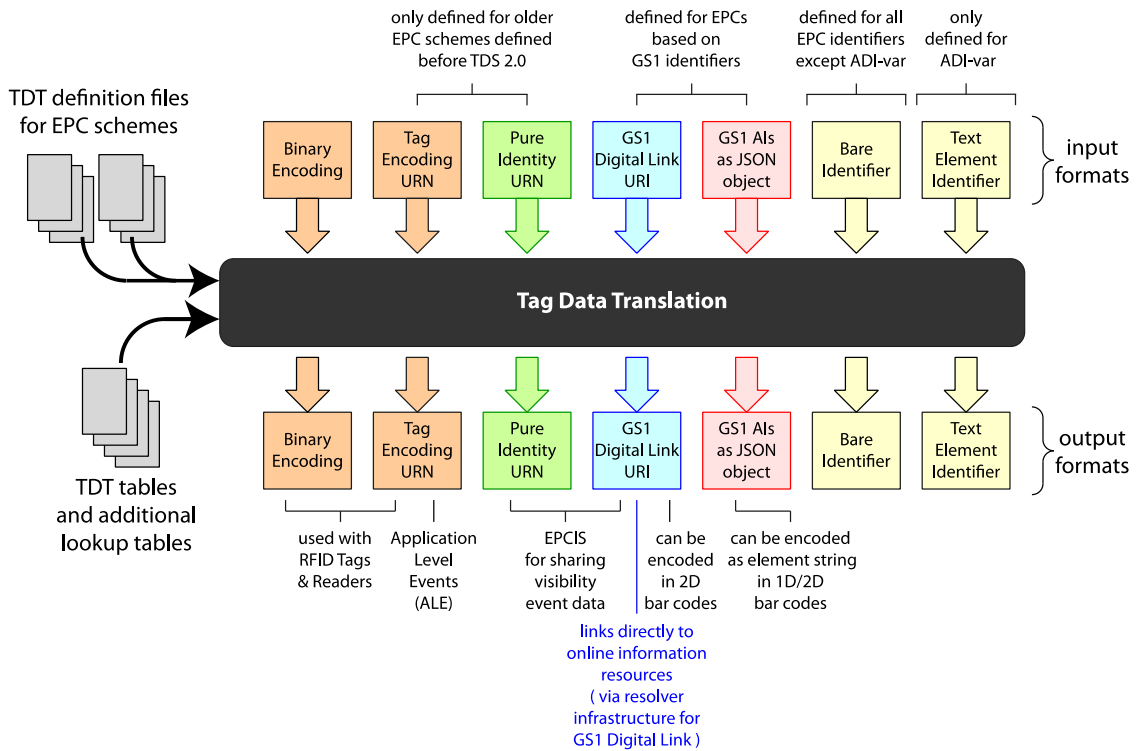 only defined for older
EPC schemes defined
before TDS 2.0
defined for EPCs
based on
GS1 identifiers
defined for all
EPC identifiers
except ADI-var
only
defined for
ADI-var
TDT definition files
for EPC schemes
Binary
Encoding
Tag
Encoding
URN
Pure
Identity
URN
GS1
Digital Link
URI
GS1 AIs
as JSON
object
Bare
Identifier
Text
Element
Identifier
input
formats
Tag Data Translation
TDT tables
and additional
lookup tables
Binary
Encoding
Tag
Encoding
URN
Pure
Identity
URN
GS1
Digital Link
URI
GS1 AIs
as JSON
object
Bare
Identifier
Text
Element
Identifier
output
formats
used with
RFID Tags
& Readers
Application
Level
Events
(ALE)
EPCIS
for sharing
visibility
event data
can be
encoded
in 2D
bar codes
can be encoded
as element string
in 1D/2D
bar codes
links directly to
online information
resources
( via resolver
infrastructure for
GS1 Digital Link )